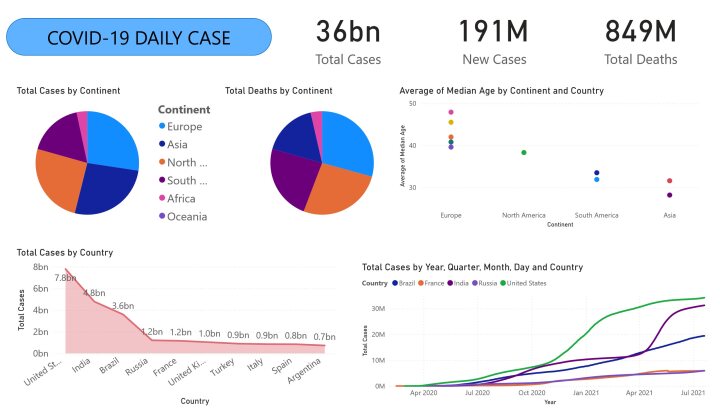 COVID-19 DAILY CASE
36bn
Total Cases
191M
New Cases
849M
Total Deaths
Total Cases by Continent
Continent
Europe
Asia
North ...
South ...
Africa
Oceania
Total Deaths by Continent
Average of Median Age by Continent and Country
Average of Median Age
50
40
30
Europe
North America
South America
Asia
Continent
Total Cases by Country
Total Cases
8bn
6bn
4bn
2bn
0bn
7.8bn
4.8bn
3.6bn
1.2bn
1.2bn
1.0bn
0.9bn
0.9bn
0.8bn
0.7bn
United St...
India
Brazil
Russia
France
United Ki...
Turkey
Italy
Spain
Argentina
Country
Total Cases by Year, Quarter, Month, Day and Country
Country Brazil France India Russia United States
Total Cases
30M
20M
10M
0M
Apr 2020
Jul 2020
Oct 2020
Jan 2021
Apr 2021
Jul 2021
Year